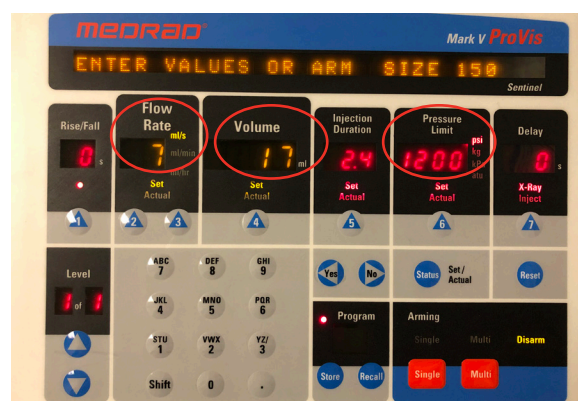 MEDRAD
Mark V ProVis
ENTER VALUES OR ARM SIZE 150
Sentinel
Rise/Fall
0 s
Flow
Rate
ml/s
ml/min
ml/hr
7
Set
Actual
Volume
17 ml
Set
Actual
Injection
Duration
2.4
Set
Actual
Pressure
Limit
psi
kg
kPa
atu
1200
Set
Actual
Delay
0 s
X-Ray
Inject
1
2
3
4
5
6
7
Level
1 of 1
ABC
7
DEF
8
GHI
9
JKL
4
MNO
5
PQR
6
STU
1
VWX
2
YZ/
3
Shift
0
.
Yes
No
Status
Set/
Actual
Reset
Program
Store
Recall
Arming
Single
Multi
Disarm
Single
Multi